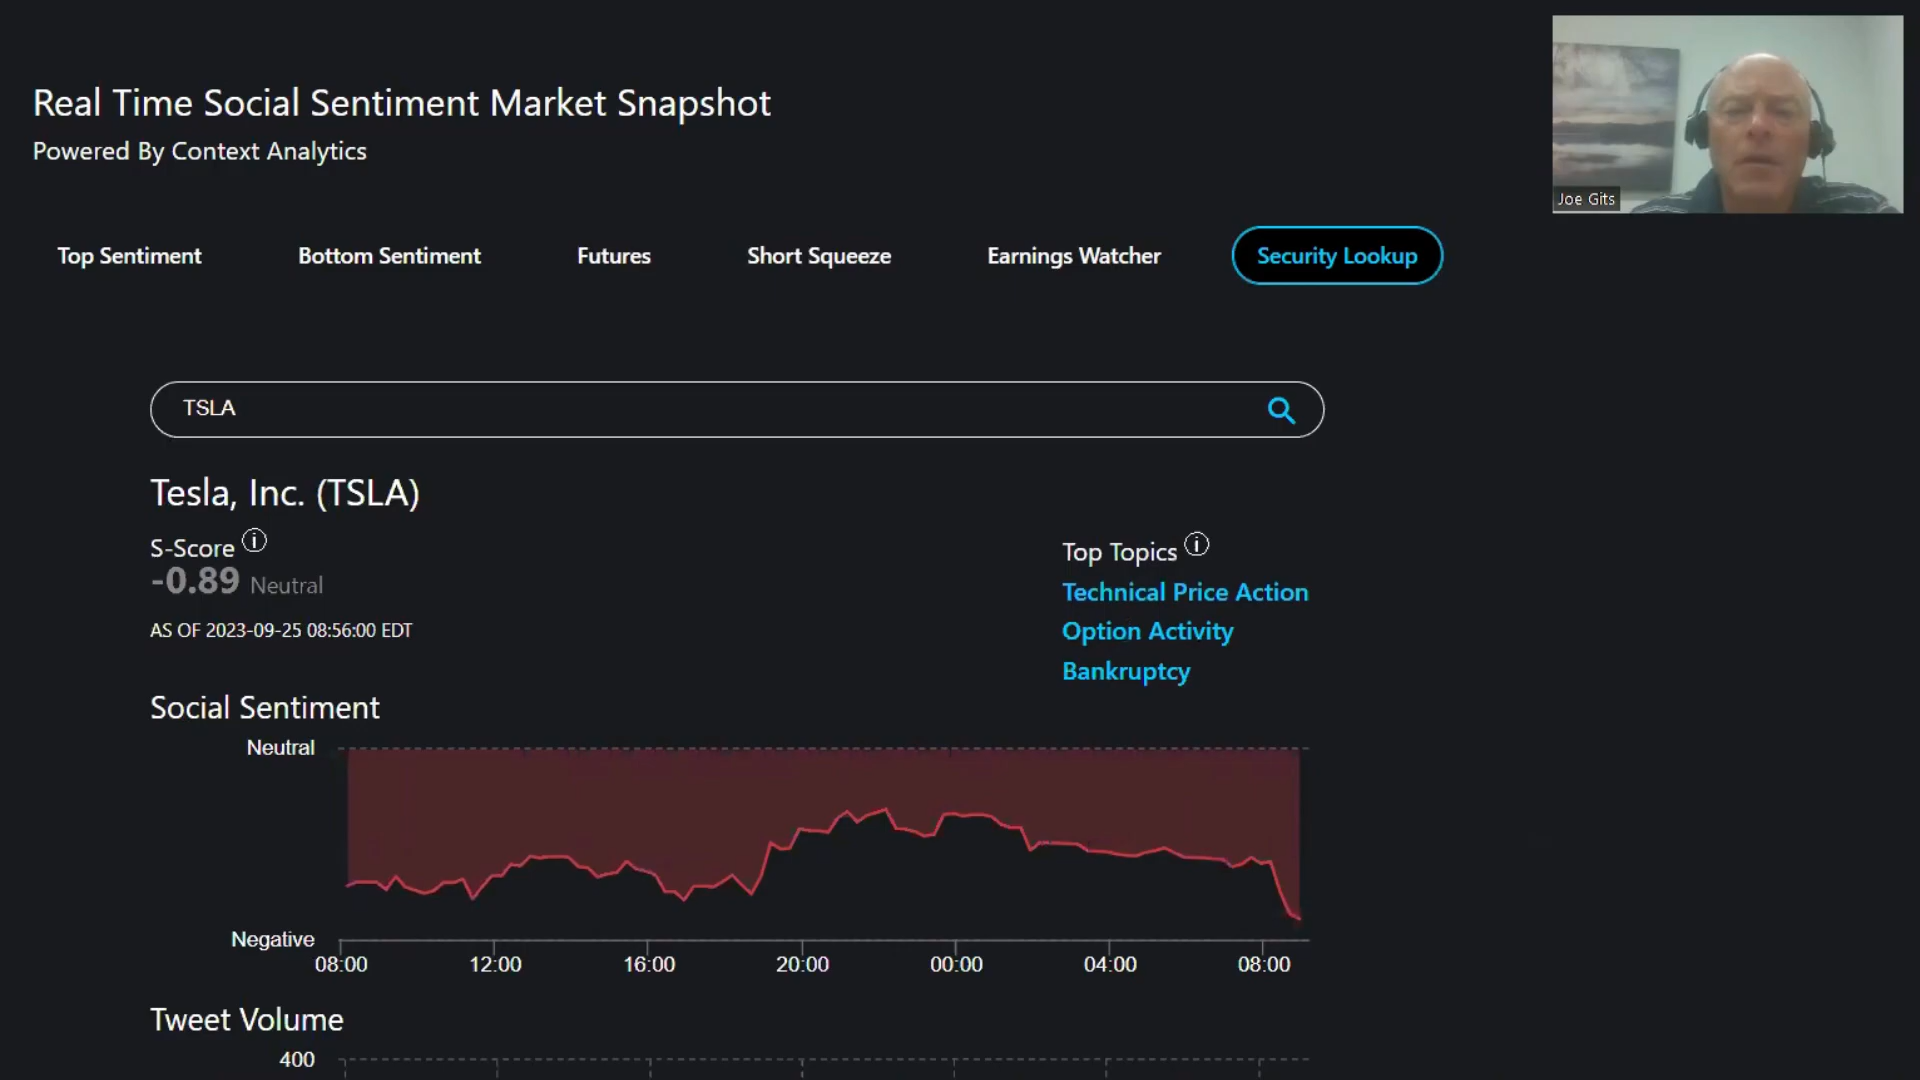 Real Time Social Sentiment Market Snapshot
Powered By Context Analytics
Joe Gits
Top Sentiment
Bottom Sentiment
Futures
Short Squeeze
Earnings Watcher
Security Lookup
TSLA
Tesla, Inc. (TSLA)
S-Score
-0.89 Neutral
AS OF 2023-09-25 08:56:00 EDT
Top Topics
Technical Price Action
Option Activity
Bankruptcy
Social Sentiment
Neutral
Negative
08:00 12:00 16:00 20:00 00:00 04:00 08:00
Tweet Volume
400